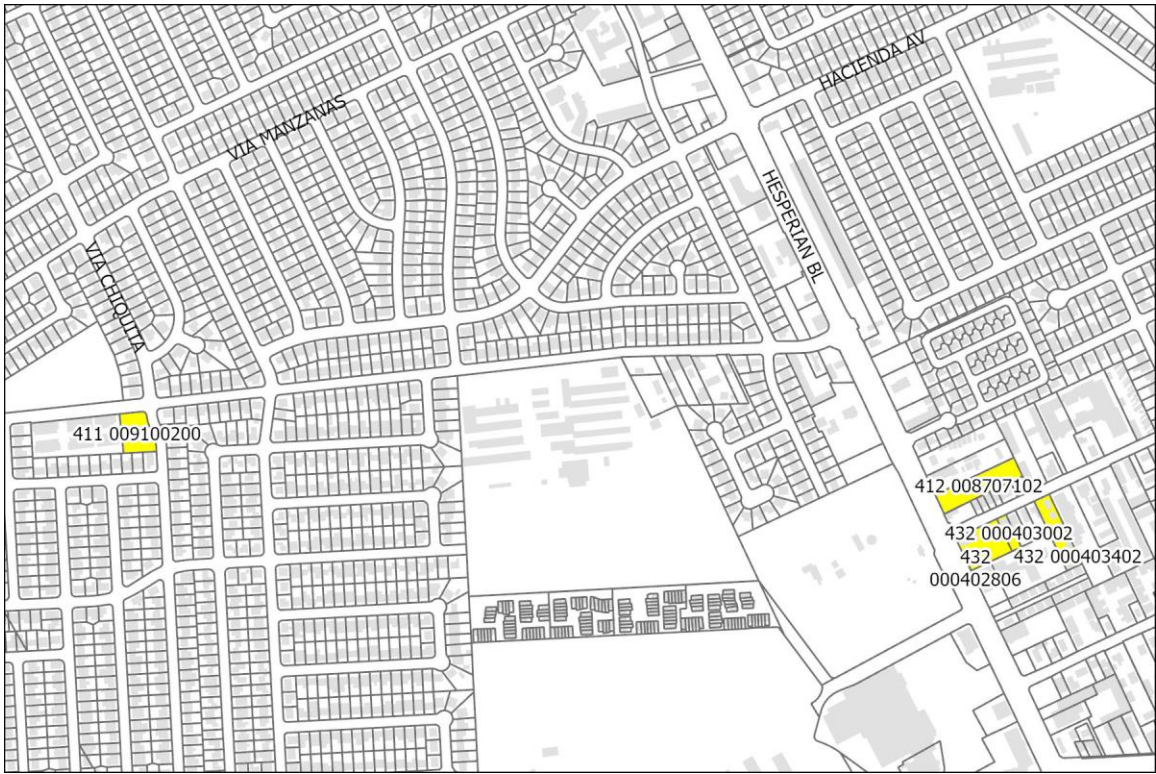 HACIENDA AV
VIA MANZANAS
HESPERIAN BL
VIA CHIQUITA
411 009100200
412 008707102
432 000403002
432
000402806
432 000403402